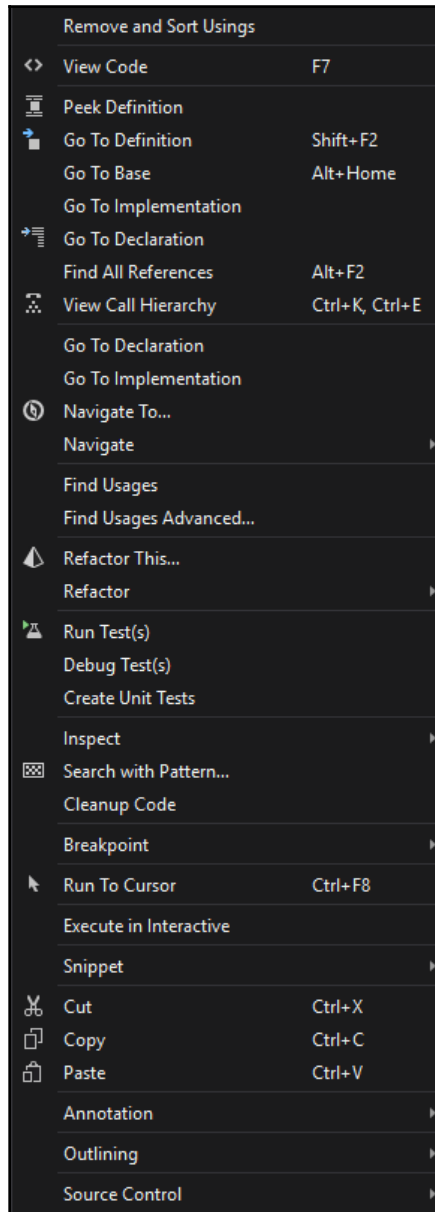 Remove and Sort Usings
View Code F7
Peek Definition
Go To Definition Shift+F2
Go To Base Alt+Home
Go To Implementation
Go To Declaration
Find All References Alt+F2
View Call Hierarchy Ctrl+K, Ctrl+E
Go To Declaration
Go To Implementation
Navigate To...
Navigate
Find Usages
Find Usages Advanced...
Refactor This...
Refactor
Run Test(s)
Debug Test(s)
Create Unit Tests
Inspect
Search with Pattern...
Cleanup Code
Breakpoint
Run To Cursor Ctrl+F8
Execute in Interactive
Snippet
Cut Ctrl+X
Copy Ctrl+C
Paste Ctrl+V
Annotation
Outlining
Source Control